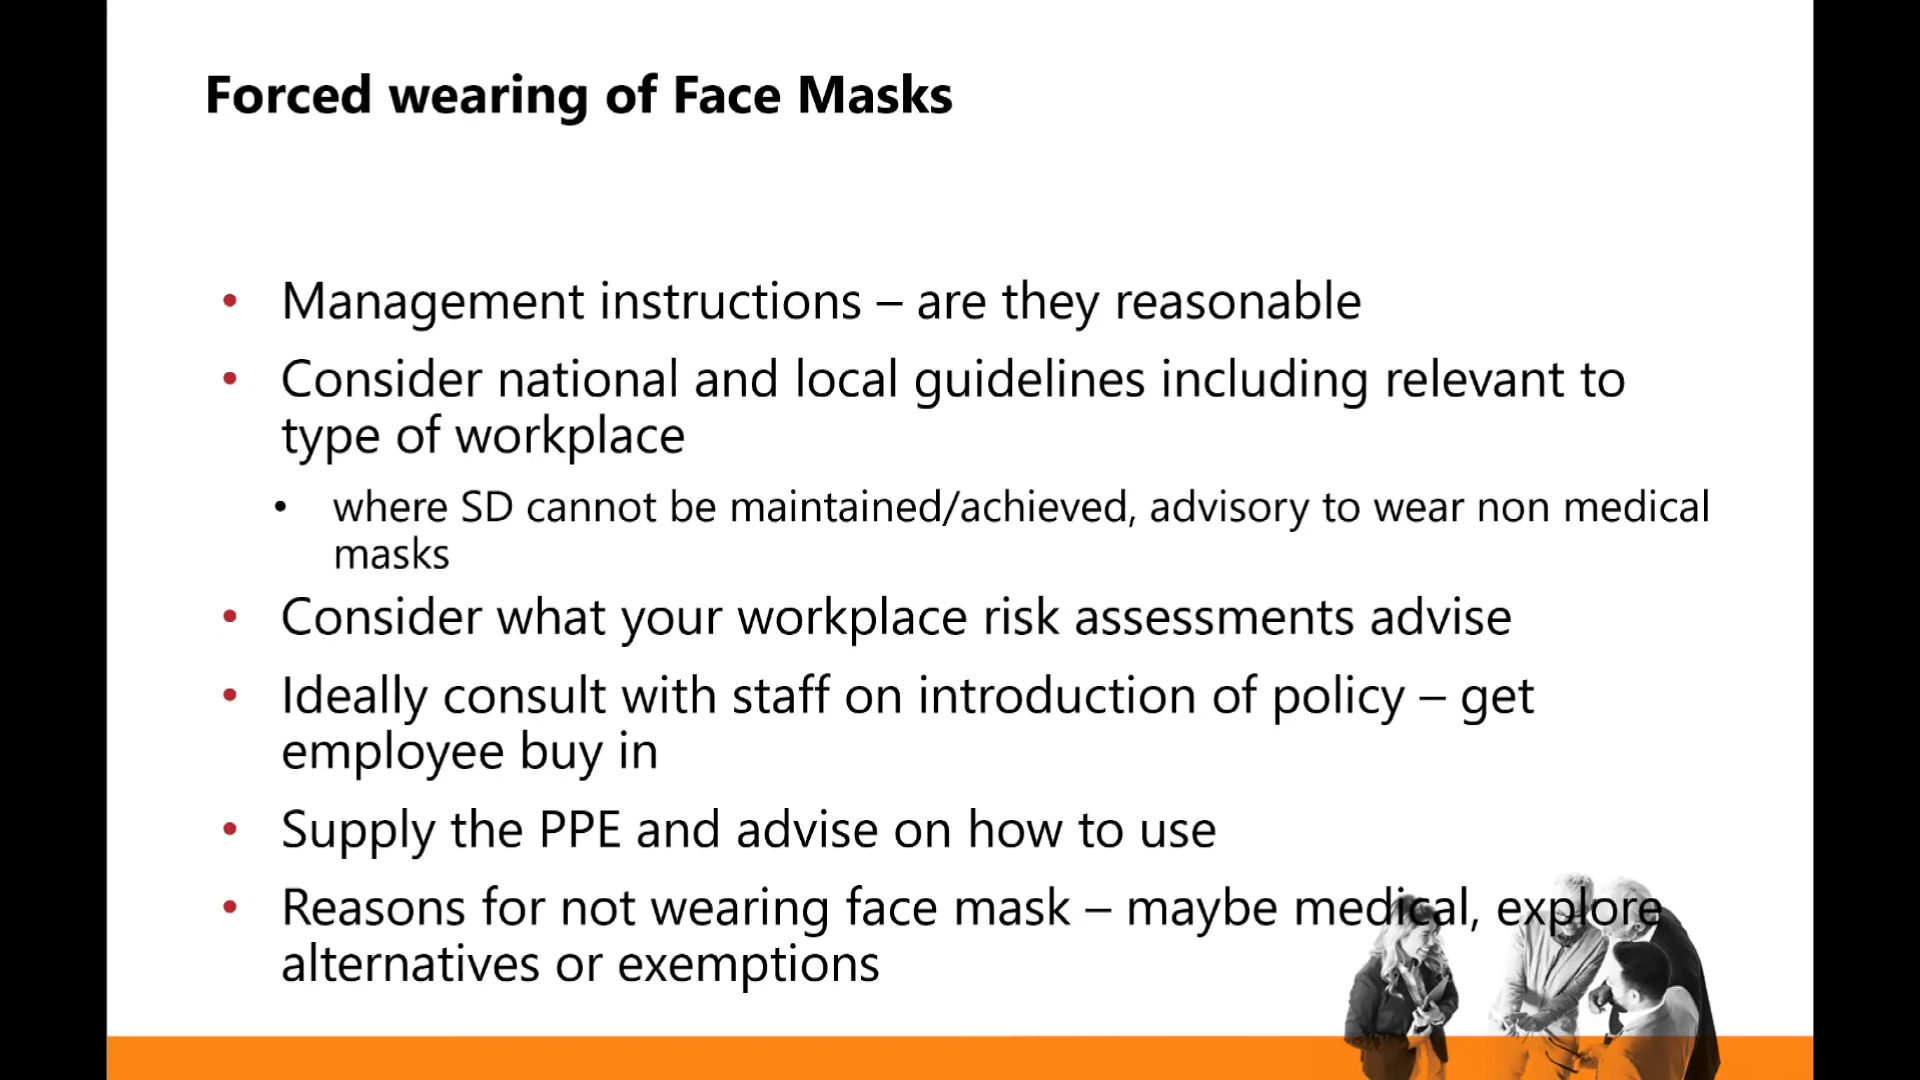 Forced wearing of Face Masks
• Management instructions – are they reasonable
• Consider national and local guidelines including relevant to
type of workplace
• where SD cannot be maintained/achieved, advisory to wear non medical
masks
• Consider what your workplace risk assessments advise
• Ideally consult with staff on introduction of policy – get
employee buy in
• Supply the PPE and advise on how to use
• Reasons for not wearing face mask – maybe medical, explore
alternatives or exemptions